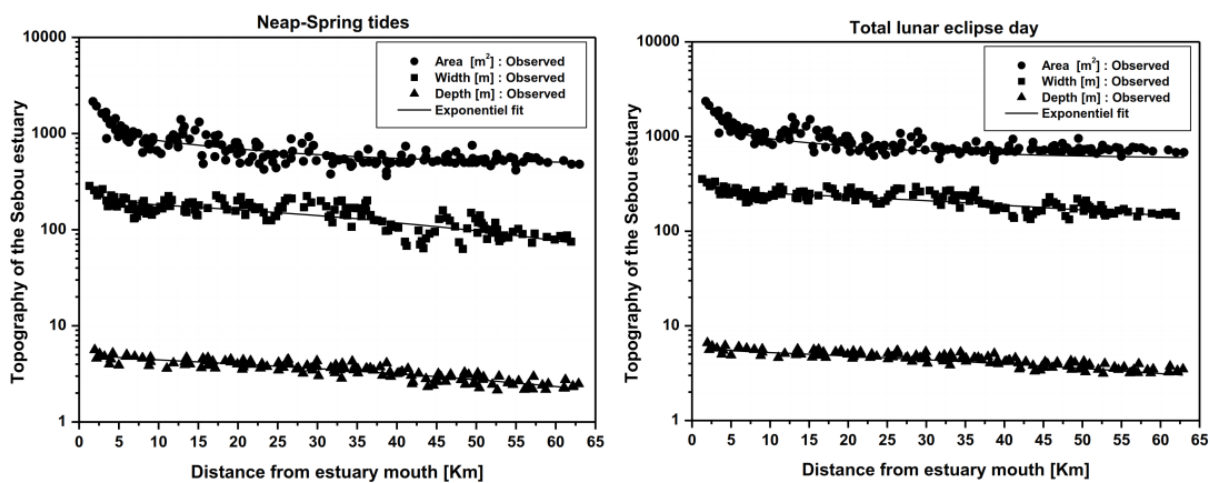 Neap-Spring tides
10000
1000
100
10
1
Topography of the Sebou estuary
Area [m²] : Observed
Width [m] : Observed
Depth [m] : Observed
Exponentiel fit
0 5 10 15 20 25 30 35 40 45 50 55 60 65
Distance from estuary mouth [Km]
Total lunar eclipse day
10000
1000
100
10
1
Topography of the Sebou estuary
Area [m²] : Observed
Width [m] : Observed
Depth [m] : Observed
Exponentiel fit
0 5 10 15 20 25 30 35 40 45 50 55 60 65
Distance from estuary mouth [Km]